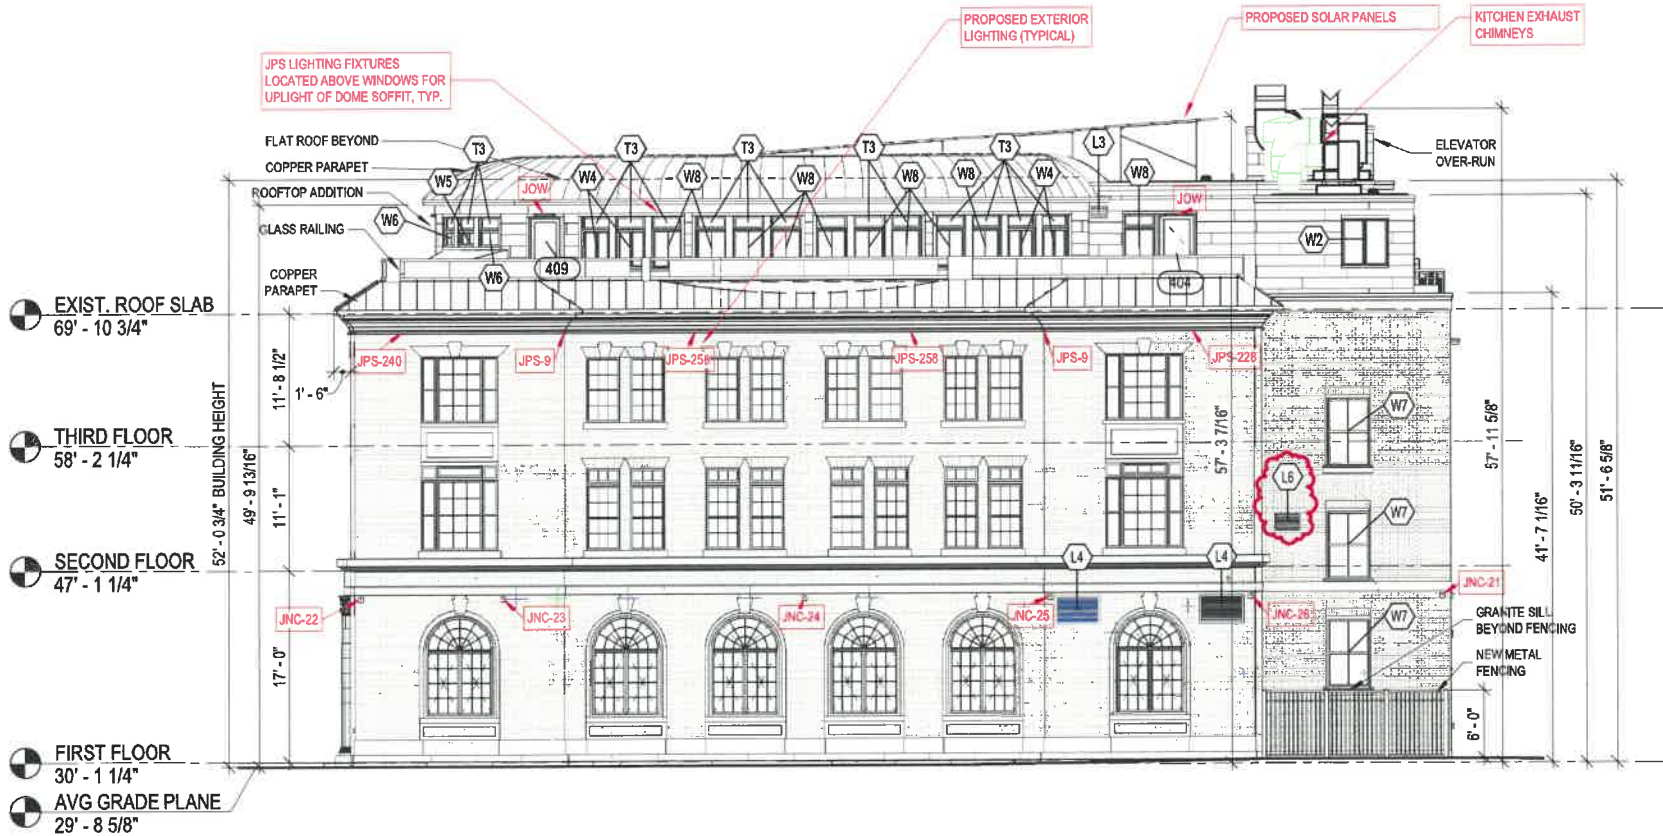 PROPOSED EXTERIOR
LIGHTING (TYPICAL)
PROPOSED SOLAR PANELS
KITCHEN EXHAUST
CHIMNEYS
JPS LIGHTING FIXTURES
LOCATED ABOVE WINDOWS FOR
UPLIGHT OF DOME SOFFIT, TYP.
FLAT ROOF BEYOND
COPPER PARAPET
ROOFTOP ADDITION
GLASS RAILING
COPPER
PARAPET
ELEVATOR
OVER-RUN
T3
T3
T3
T3
T3
L3
W5
JOW
W4
W8
W8
W8
W8
W4
W8
JOW
W6
W2
W6
409
404
EXIST. ROOF SLAB
69' - 10 3/4"
JPS-240
JPS-9
JPS-258
JPS-258
JPS-9
JPS-228
1' - 6"
11' - 8 1/2"
THIRD FLOOR
58' - 2 1/4"
52' - 0 3/4" BUILDING HEIGHT
49' - 9 13/16"
11' - 1"
57' - 3 7/16"
57' - 11 5/8"
41' - 7 1/16"
50' - 3 11/16"
51' - 6 5/8"
W7
L6
W7
SECOND FLOOR
47' - 1 1/4"
L4
L4
JNC-21
JNC-22
JNC-23
JNC-24
JNC-25
JNC-26
W7
GRANITE SILL
BEYOND FENCING
NEW METAL
FENCING
17' - 0"
6' - 0"
FIRST FLOOR
30' - 1 1/4"
AVG GRADE PLANE
29' - 8 5/8"